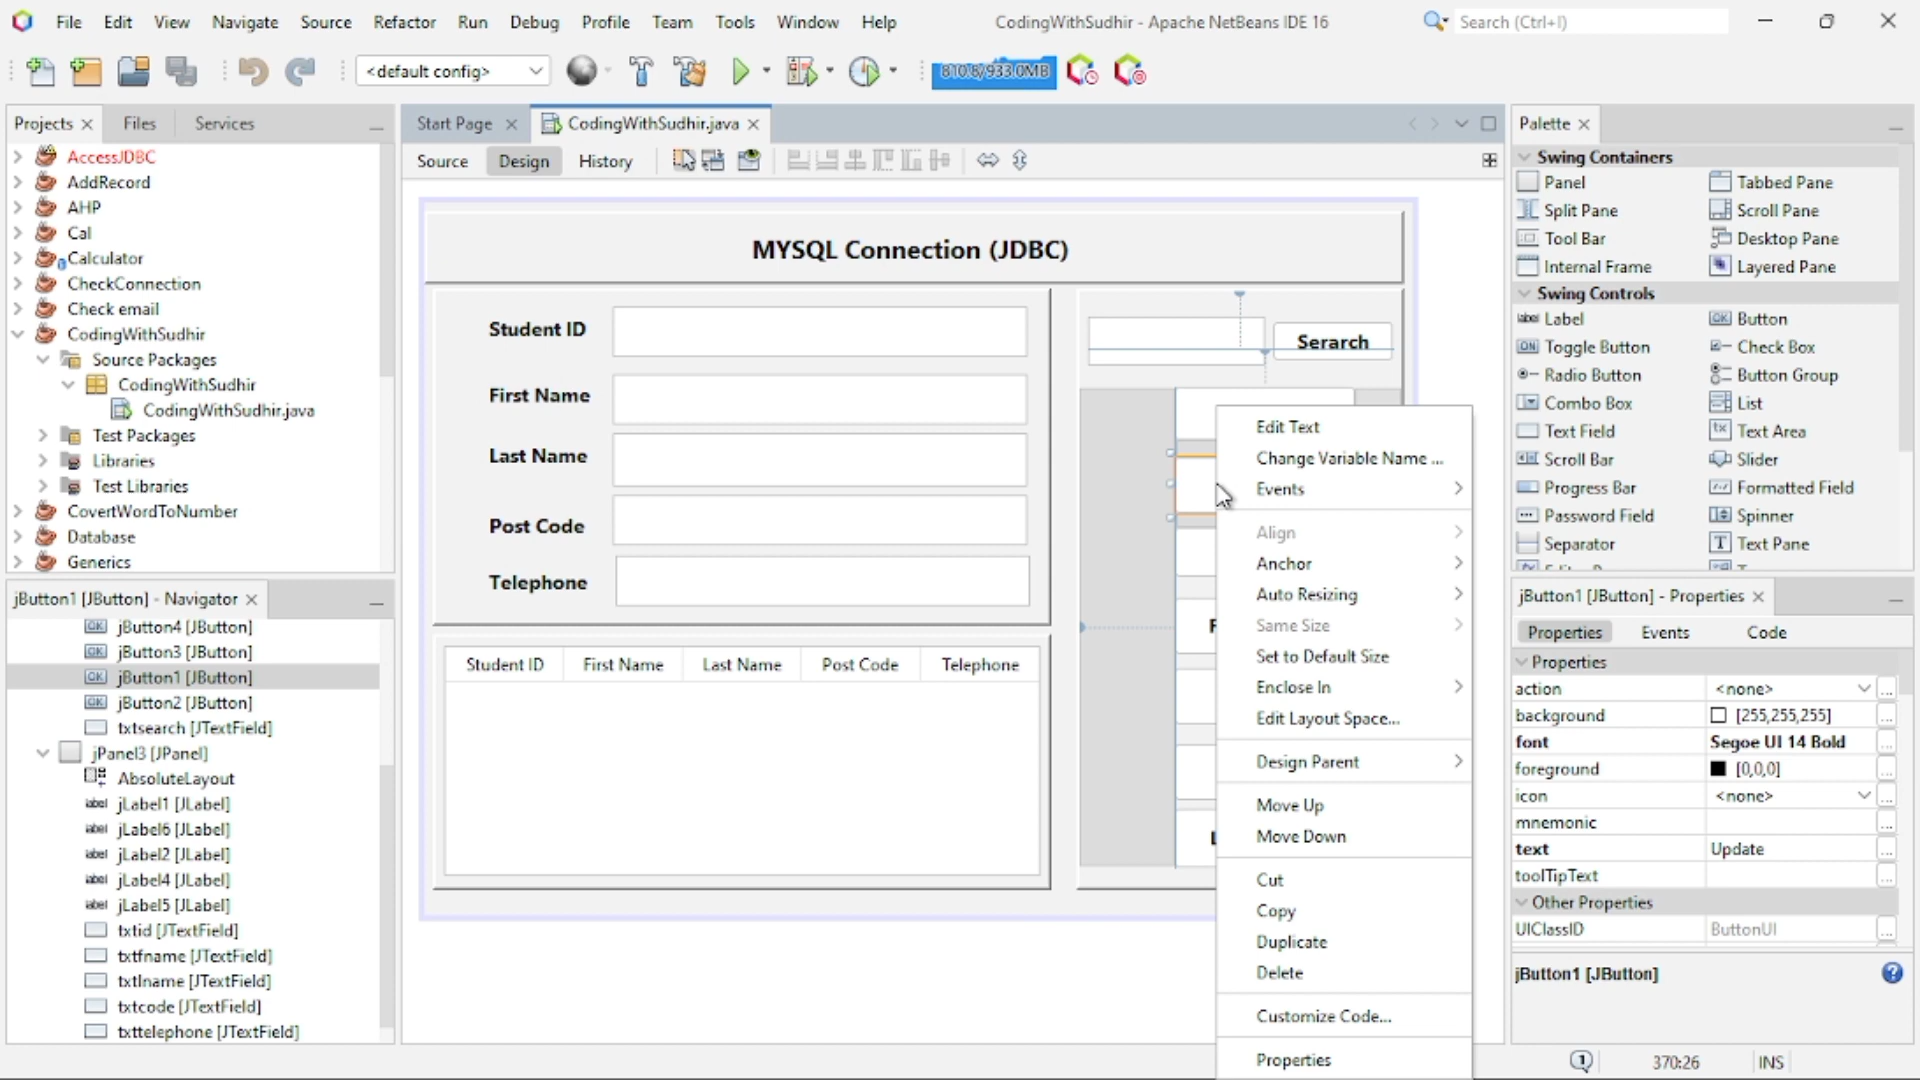 File Edit View Navigate Source Refactor Run Debug Profile Team Tools Window Help
CodingWithSudhir - Apache NetBeans IDE 16
Search (Ctrl+I)
<default config>
810.8/933.0MB
Projects Files Services
AccessJDBC
AddRecord
AHP
Cal
Calculator
CheckConnection
Check email
CodingWithSudhir
Source Packages
CodingWithSudhir
CodingWithSudhir.java
Test Packages
Libraries
Test Libraries
CovertWordToNumber
Database
Generics
jButton1 [JButton] - Navigator
jButton4 [JButton]
jButton3 [JButton]
jButton1 [JButton]
jButton2 [JButton]
txtsearch [JTextField]
jPanel3 [JPanel]
AbsoluteLayout
jLabel1 [JLabel]
jLabel6 [JLabel]
jLabel2 [JLabel]
jLabel4 [JLabel]
jLabel5 [JLabel]
txtid [JTextField]
txtfname [JTextField]
txtlname [JTextField]
txtcode [JTextField]
txttelephone [JTextField]
Start Page CodingWithSudhir.java
Source Design History
MYSQL Connection (JDBC)
Student ID
First Name
Last Name
Post Code
Telephone
Serarch
Student ID First Name Last Name Post Code Telephone
Edit Text
Change Variable Name ...
Events
Align
Anchor
Auto Resizing
Same Size
Set to Default Size
Enclose In
Edit Layout Space...
Design Parent
Move Up
Move Down
Cut
Copy
Duplicate
Delete
Customize Code...
Properties
Palette
Swing Containers
Panel Tabbed Pane
Split Pane Scroll Pane
Tool Bar Desktop Pane
Internal Frame Layered Pane
Swing Controls
label Label OK Button
ON Toggle Button Check Box
Radio Button Button Group
Combo Box List
Text Field Text Area
Scroll Bar Slider
Progress Bar Formatted Field
Password Field Spinner
Separator Text Pane
jButton1 [JButton] - Properties
Properties Events Code
Properties
action <none> ...
background [255,255,255] ...
font Segoe UI 14 Bold ...
foreground [0,0,0] ...
icon <none> ...
mnemonic ...
text Update ...
toolTipText ...
Other Properties
UIClassID ButtonUI ...
jButton1 [JButton]
1 370:26 INS